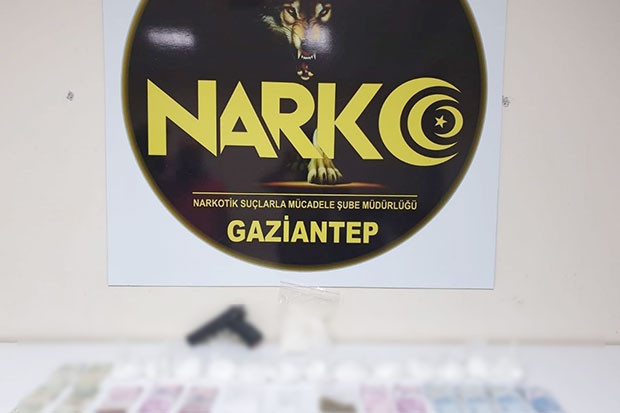 NARKO
NARKOTİK SUÇLARLA MÜCADELE ŞUBE MÜDÜRLÜĞÜ
GAZİANTEP